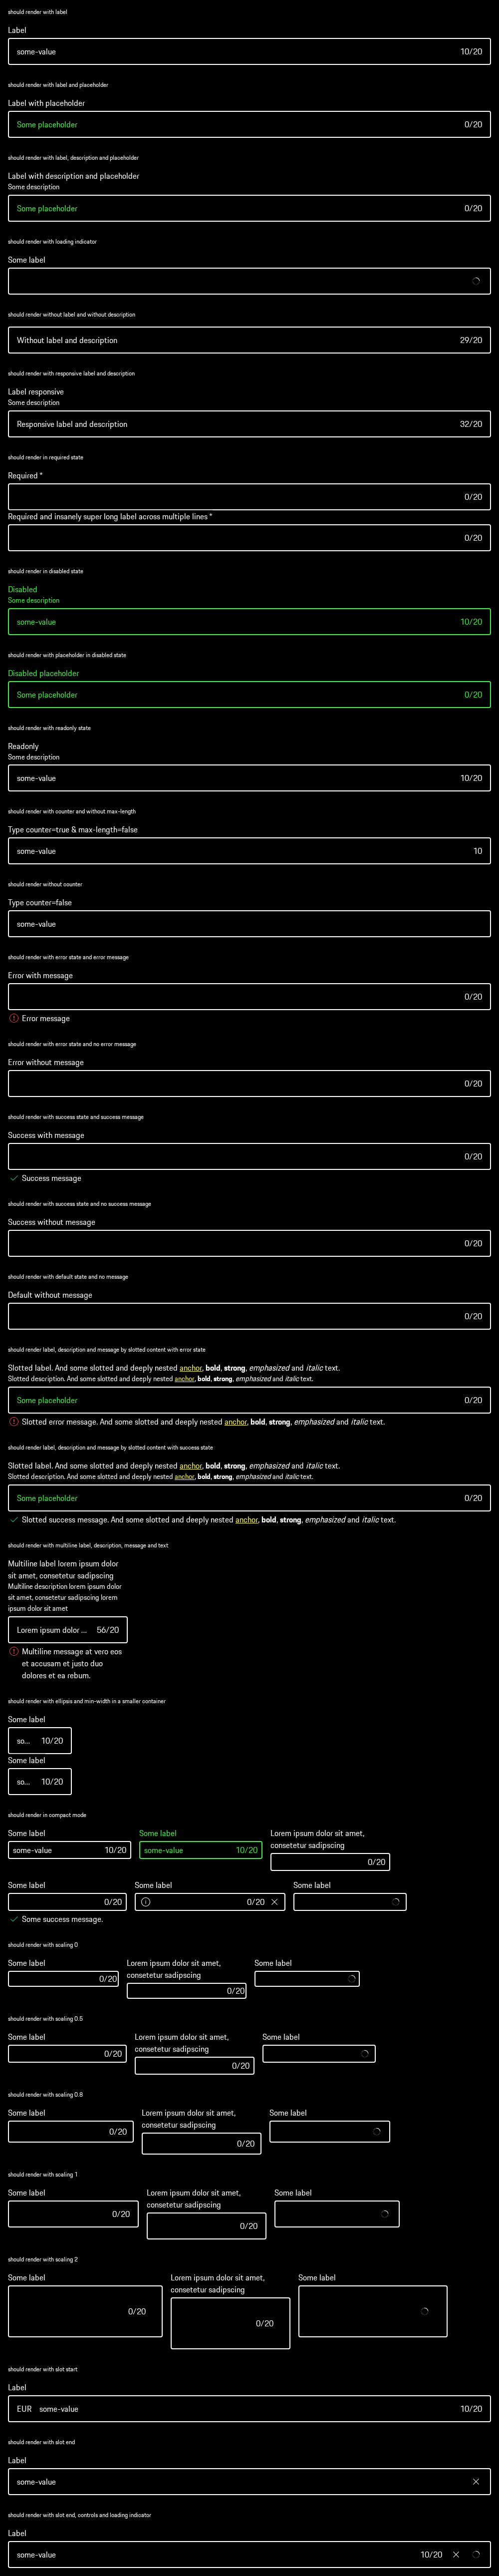 should render with label
Label
some-value 10/20
should render with label and placeholder
Label with placeholder
Some placeholder 0/20
should render with label, description and placeholder
Label with description and placeholder
Some description
Some placeholder 0/20
should render with loading indicator
Some label
should render without label and without description
Without label and description 29/20
should render with responsive label and description
Label responsive
Some description
Responsive label and description 32/20
should render in required state
Required *
0/20
Required and insanely super long label across multiple lines *
0/20
should render in disabled state
Disabled
Some description
some-value 10/20
should render with placeholder in disabled state
Disabled placeholder
Some placeholder 0/20
should render with readonly state
Readonly
Some description
some-value 10/20
should render with counter and without max-length
Type counter=true & max-length=false
some-value 10
should render without counter
Type counter=false
some-value
should render with error state and error message
Error with message
0/20
Error message
should render with error state and no error message
Error without message
0/20
should render with success state and success message
Success with message
0/20
Success message
should render with success state and no success message
Success without message
0/20
should render with default state and no message
Default without message
0/20
should render label, description and message by slotted content with error state
Slotted label. And some slotted and deeply nested anchor, bold, strong, emphasized and italic text.
Slotted description. And some slotted and deeply nested anchor, bold, strong, emphasized and italic text.
Some placeholder 0/20
Slotted error message. And some slotted and deeply nested anchor, bold, strong, emphasized and italic text.
should render label, description and message by slotted content with success state
Slotted label. And some slotted and deeply nested anchor, bold, strong, emphasized and italic text.
Slotted description. And some slotted and deeply nested anchor, bold, strong, emphasized and italic text.
Some placeholder 0/20
Slotted success message. And some slotted and deeply nested anchor, bold, strong, emphasized and italic text.
should render with multiline label, description, message and text
Multiline label lorem ipsum dolor
sit amet, consetetur sadipscing
Multiline description lorem ipsum dolor
sit amet, consetetur sadipscing lorem
ipsum dolor sit amet
Lorem ipsum dolor ... 56/20
Multiline message at vero eos
et accusam et justo duo
dolores et ea rebum.
should render with ellipsis and min-width in a smaller container
Some label
so... 10/20
Some label
so... 10/20
should render in compact mode
Some label Some label Lorem ipsum dolor sit amet,
consetetur sadipscing
some-value 10/20 some-value 10/20 0/20
Some label Some label Some label
0/20 0/20
Some success message.
should render with scaling 0
Some label Lorem ipsum dolor sit amet, Some label
consetetur sadipscing
0/20 0/20
should render with scaling 0.5
Some label Lorem ipsum dolor sit amet, Some label
consetetur sadipscing
0/20 0/20
should render with scaling 0.8
Some label Lorem ipsum dolor sit amet, Some label
consetetur sadipscing
0/20 0/20
should render with scaling 1
Some label Lorem ipsum dolor sit amet, Some label
consetetur sadipscing
0/20 0/20
should render with scaling 2
Some label Lorem ipsum dolor sit amet, Some label
consetetur sadipscing
0/20 0/20
should render with slot start
Label
EUR some-value 10/20
should render with slot end
Label
some-value
should render with slot end, controls and loading indicator
Label
some-value 10/20